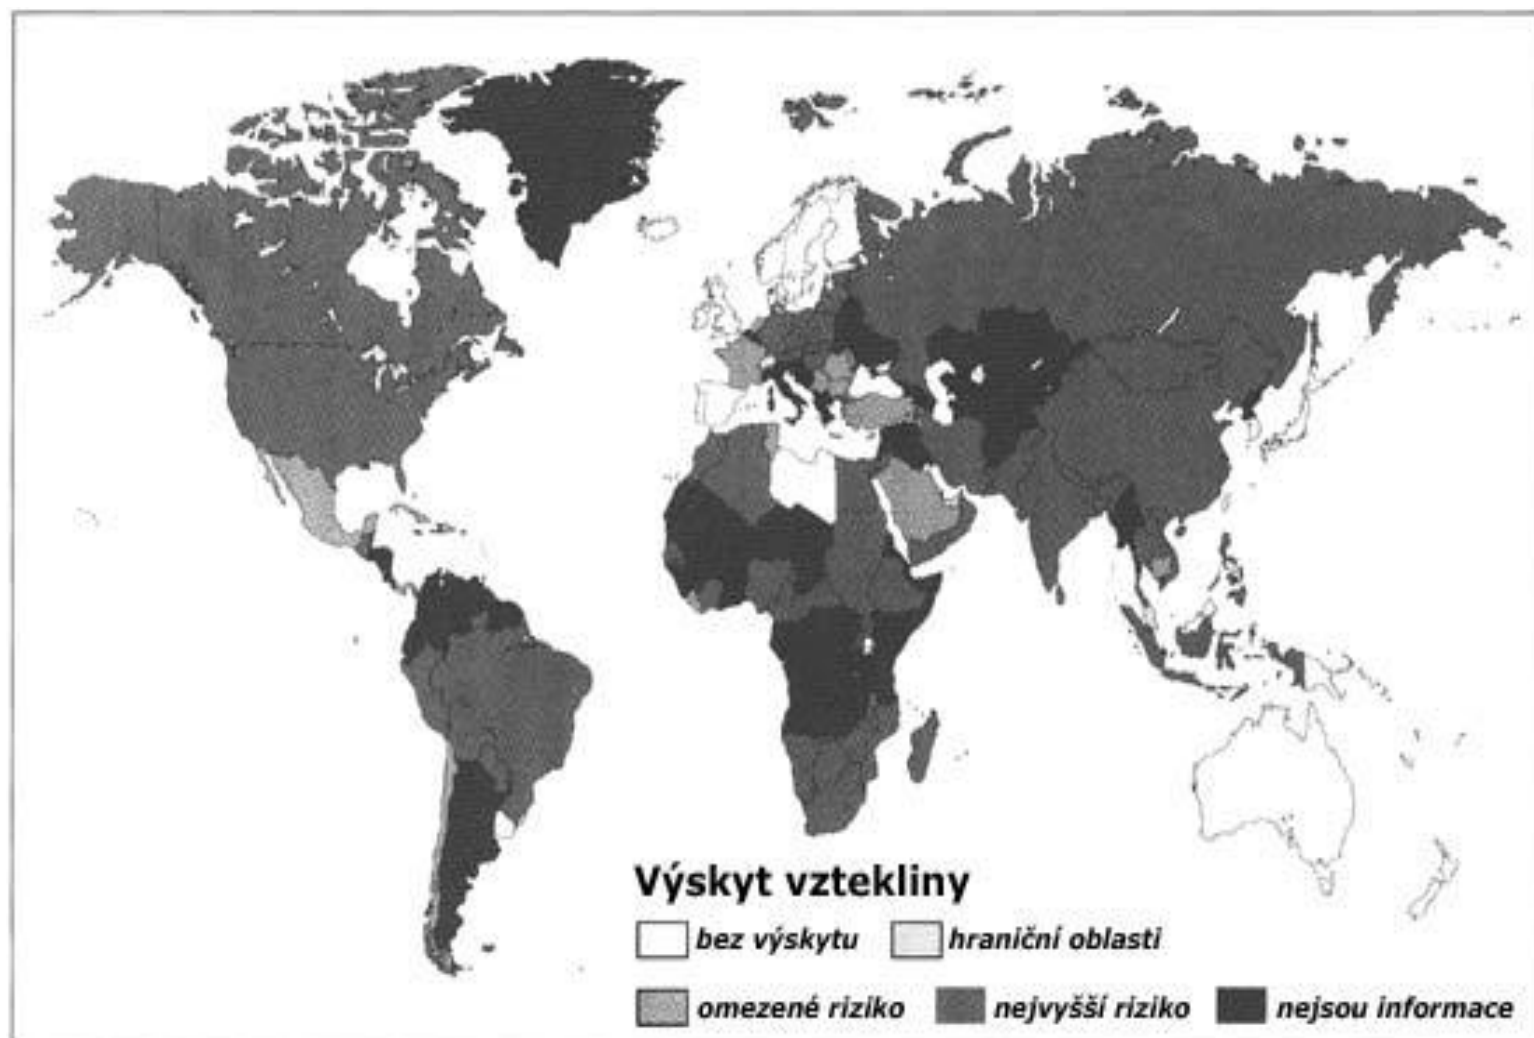 Výskyt vztekliny
bez výskytu hraniční oblasti
omezené riziko nejvyšší riziko nejsou informace